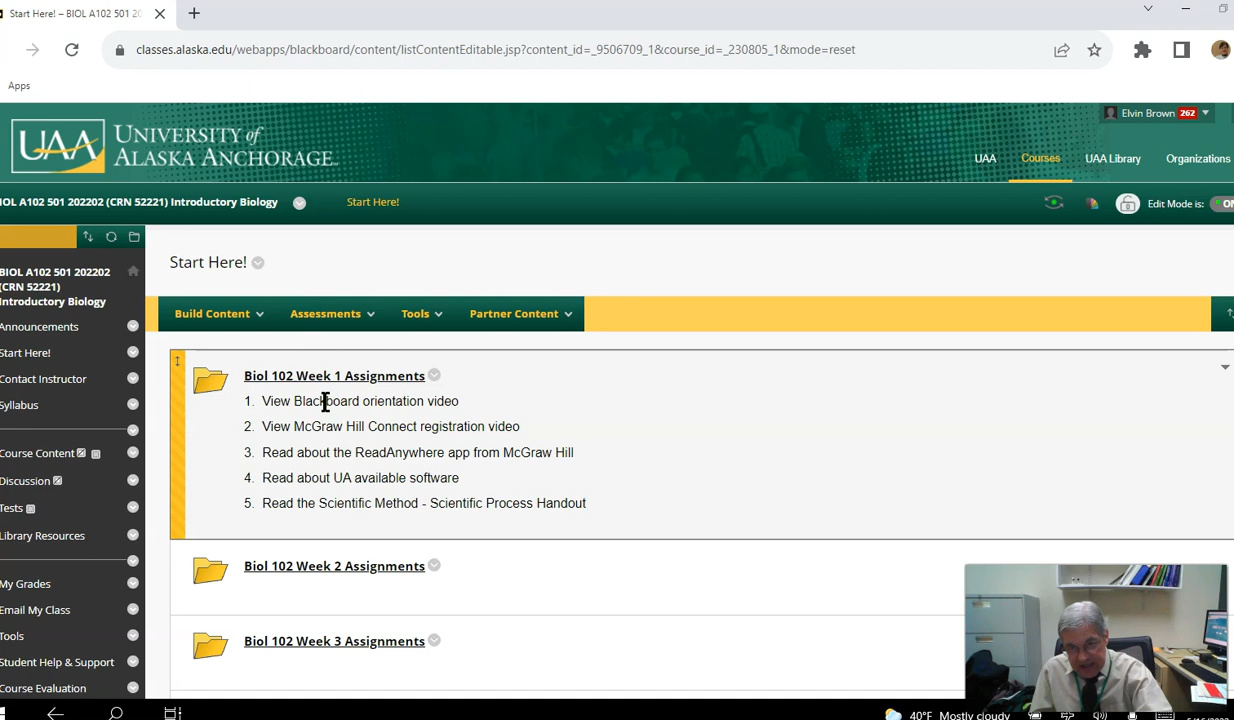 Start Here! – BIOL A102 501 20
classes.alaska.edu/webapps/blackboard/content/listContentEditable.jsp?content_id=_9506709_1&course_id=_230805_1&mode=reset
Apps
Elvin Brown 262
UAA
UNIVERSITY of
ALASKA ANCHORAGE
UAA Courses UAA Library Organizations
IOL A102 501 202202 (CRN 52221) Introductory Biology Start Here! Edit Mode is: ON
BIOL A102 501 202202
(CRN 52221)
Introductory Biology
Announcements
Start Here!
Contact Instructor
Syllabus
Course Content
Discussion
Tests
Library Resources
My Grades
Email My Class
Tools
Student Help & Support
Course Evaluation
Start Here!
Build Content Assessments Tools Partner Content
Biol 102 Week 1 Assignments
1. View Blackboard orientation video
2. View McGraw Hill Connect registration video
3. Read about the ReadAnywhere app from McGraw Hill
4. Read about UA available software
5. Read the Scientific Method - Scientific Process Handout
Biol 102 Week 2 Assignments
Biol 102 Week 3 Assignments
40°F Mostly cloudy